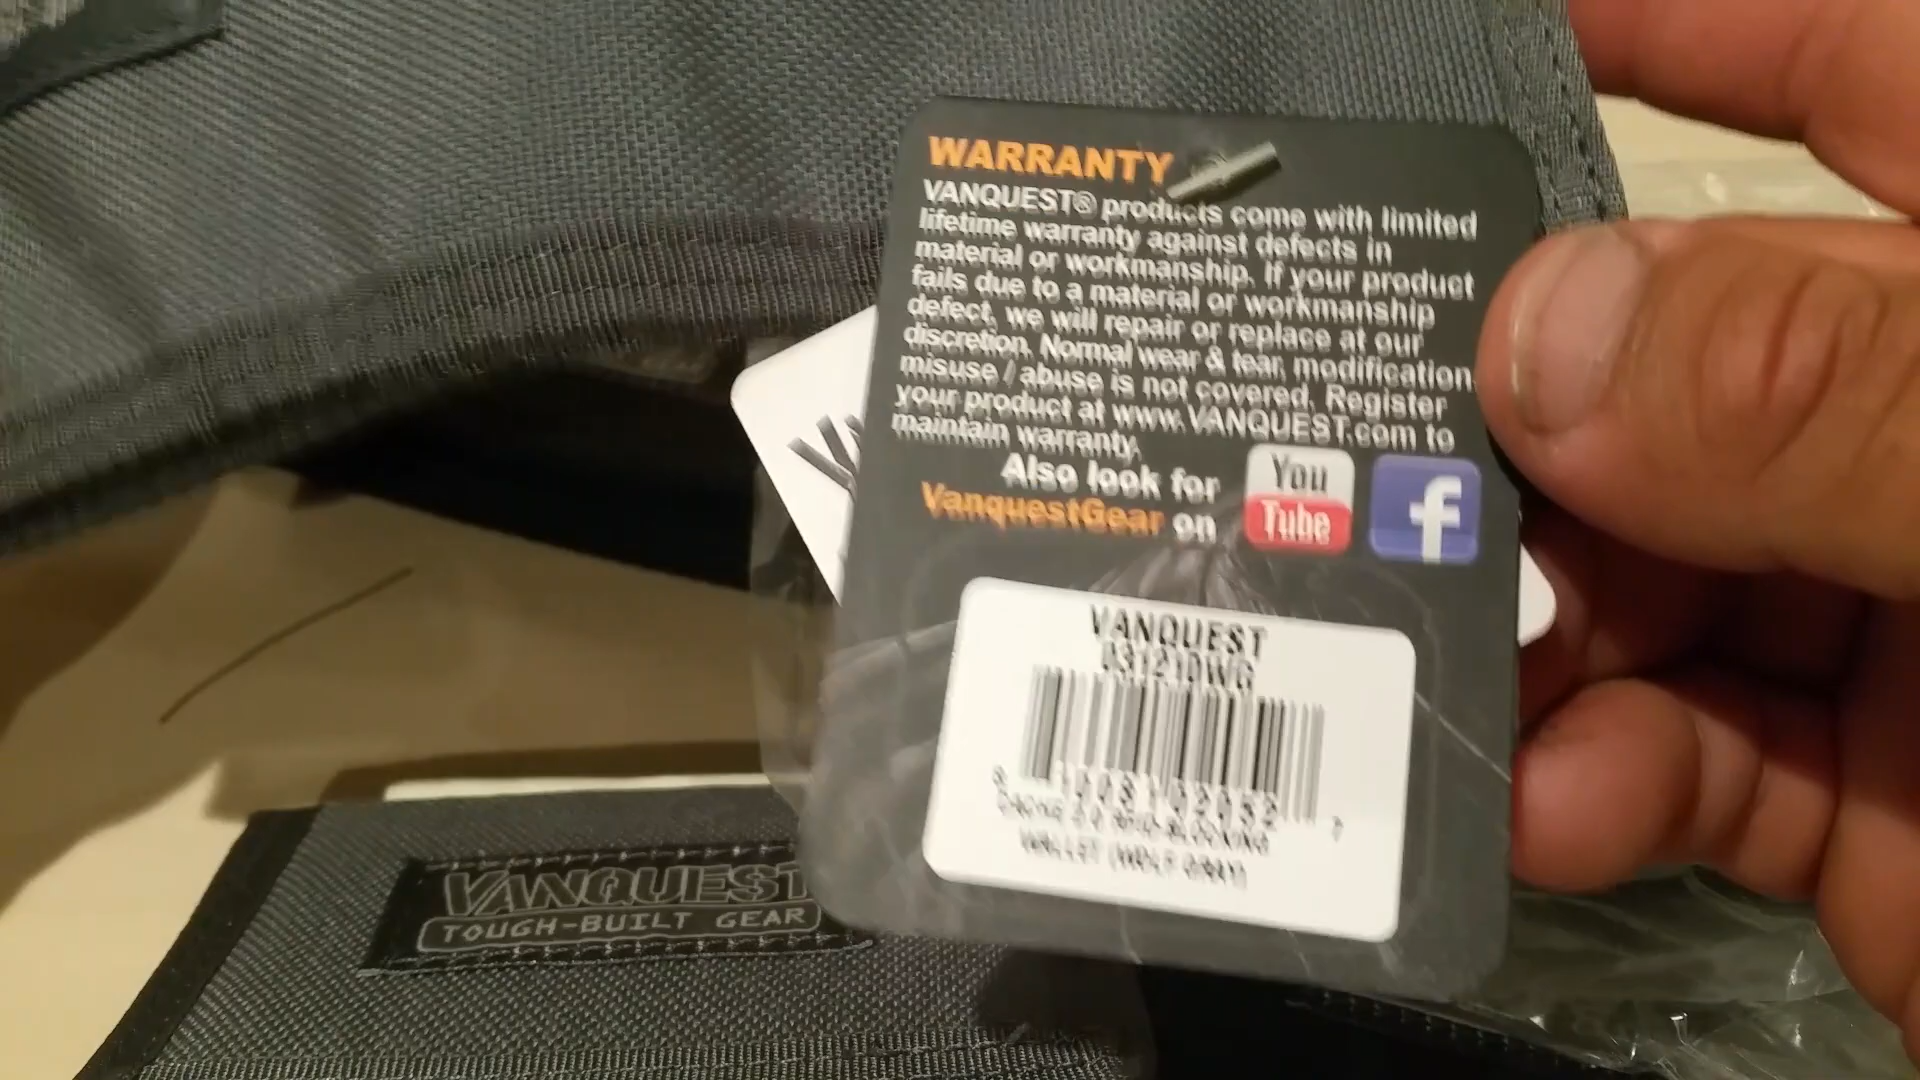 WARRANTY
VANQUEST® products come with limited
lifetime warranty against defects in
material or workmanship. If your product
fails due to a material or workmanship
defect, we will repair or replace at our
discretion. Normal wear & tear, modification,
misuse / abuse is not covered. Register
your product at www.VANQUEST.com to
maintain warranty.
Also look for
VanquestGear on
You
Tube
f
VANQUEST
031210WG
WALLET (WOLF GRAY)
VANQUEST
TOUGH-BUILT GEAR